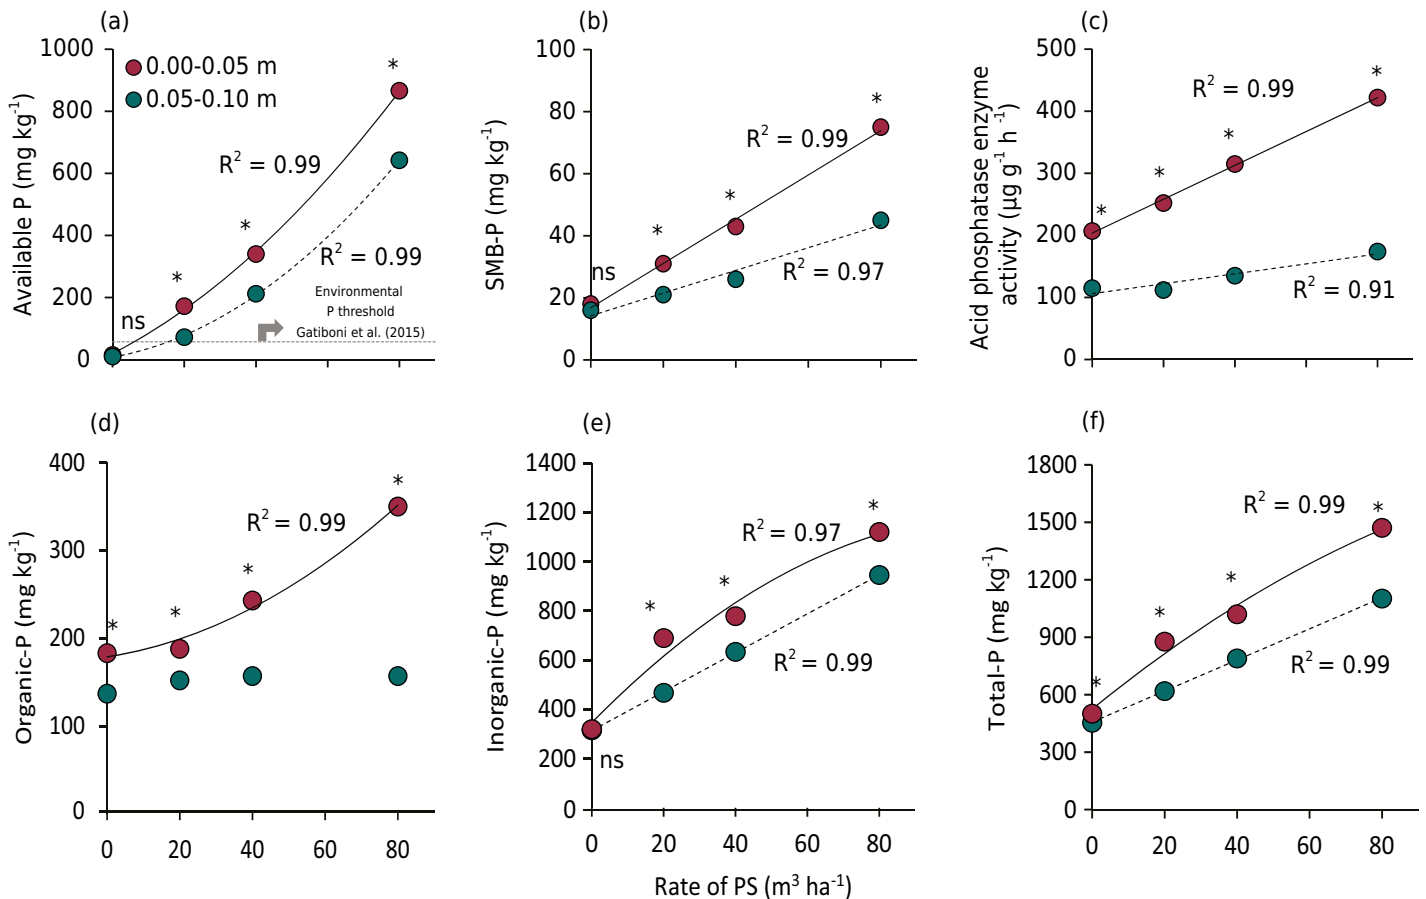 (a)
1000
800
600
400
200
0
Available P (mg kg⁻¹)
0.00-0.05 m
0.05-0.10 m
R² = 0.99
R² = 0.99
ns
*
*
*
Environmental
P threshold
Gatiboni et al. (2015)
(b)
100
80
60
40
20
0
SMB-P (mg kg⁻¹)
R² = 0.99
R² = 0.97
ns
*
*
*
(c)
500
400
300
200
100
0
Acid phosphatase enzyme
activity (µg g⁻¹ h⁻¹)
R² = 0.99
R² = 0.91
*
*
*
*
(d)
400
300
200
100
0
Organic-P (mg kg⁻¹)
R² = 0.99
*
*
*
*
0 20 40 60 80
(e)
1400
1200
1000
800
600
400
200
0
Inorganic-P (mg kg⁻¹)
R² = 0.97
R² = 0.99
ns
*
*
*
0 20 40 60 80
Rate of PS (m³ ha⁻¹)
(f)
1800
1500
1200
900
600
300
0
Total-P (mg kg⁻¹)
R² = 0.99
R² = 0.99
*
*
*
*
0 20 40 60 80